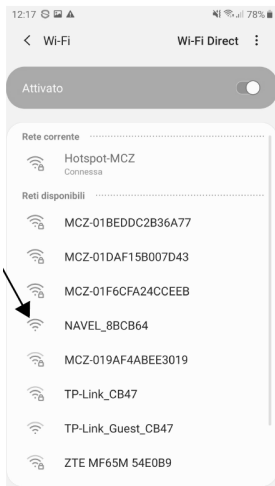 12:17 78%
Wi-Fi Wi-Fi Direct
Attivato
Rete corrente
Hotspot-MCZ
Connessa
Reti disponibili
MCZ-01BEDDC2B36A77
MCZ-01DAF15B007D43
MCZ-01F6CFA24CCEEB
NAVEL_8BCB64
MCZ-019AF4ABEE3019
TP-Link_CB47
TP-Link_Guest_CB47
ZTE MF65M 54E0B9